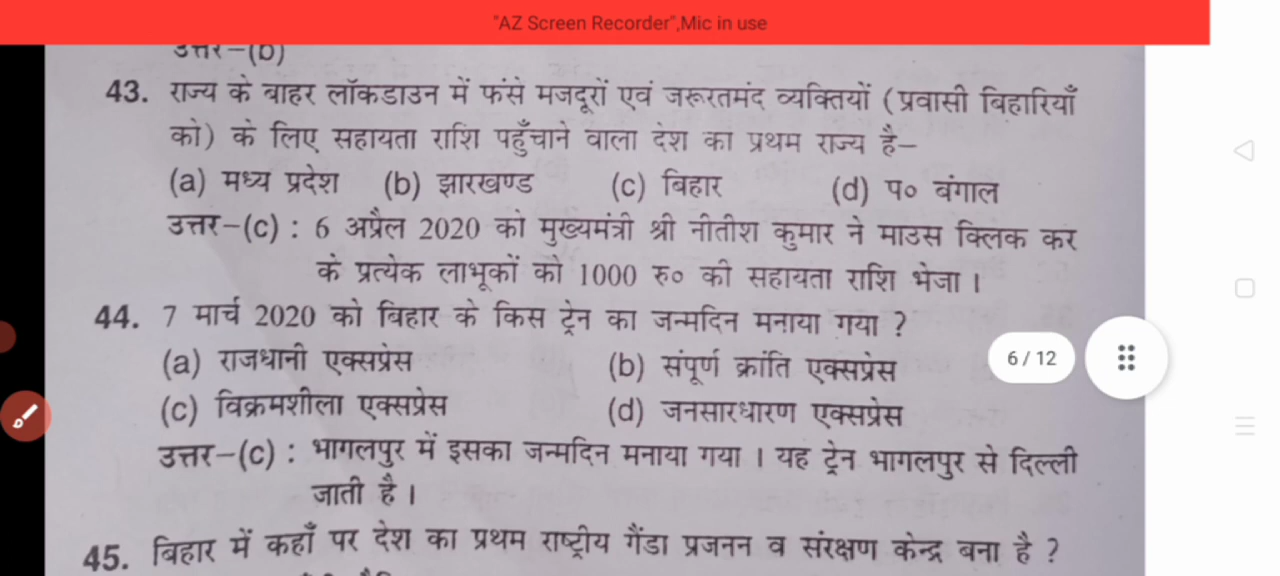 "AZ Screen Recorder",Mic in use
उत्तर–(b)
43. राज्य के बाहर लॉकडाउन में फंसे मजदूरों एवं जरूरतमंद व्यक्तियों (प्रवासी बिहारियाँ
को) के लिए सहायता राशि पहुँचाने वाला देश का प्रथम राज्य है–
(a) मध्य प्रदेश (b) झारखण्ड (c) बिहार (d) प० बंगाल
उत्तर–(c) : 6 अप्रैल 2020 को मुख्यमंत्री श्री नीतीश कुमार ने माउस क्लिक कर
के प्रत्येक लाभूकों को 1000 रु० की सहायता राशि भेजा ।
44. 7 मार्च 2020 को बिहार के किस ट्रेन का जन्मदिन मनाया गया ?
(a) राजधानी एक्सप्रेस (b) संपूर्ण क्रांति एक्सप्रेस
6 / 12
(c) विक्रमशीला एक्सप्रेस (d) जनसारधारण एक्सप्रेस
उत्तर–(c) : भागलपुर में इसका जन्मदिन मनाया गया । यह ट्रेन भागलपुर से दिल्ली
जाती है ।
45. बिहार में कहाँ पर देश का प्रथम राष्ट्रीय गैंडा प्रजनन व संरक्षण केन्द्र बना है ?